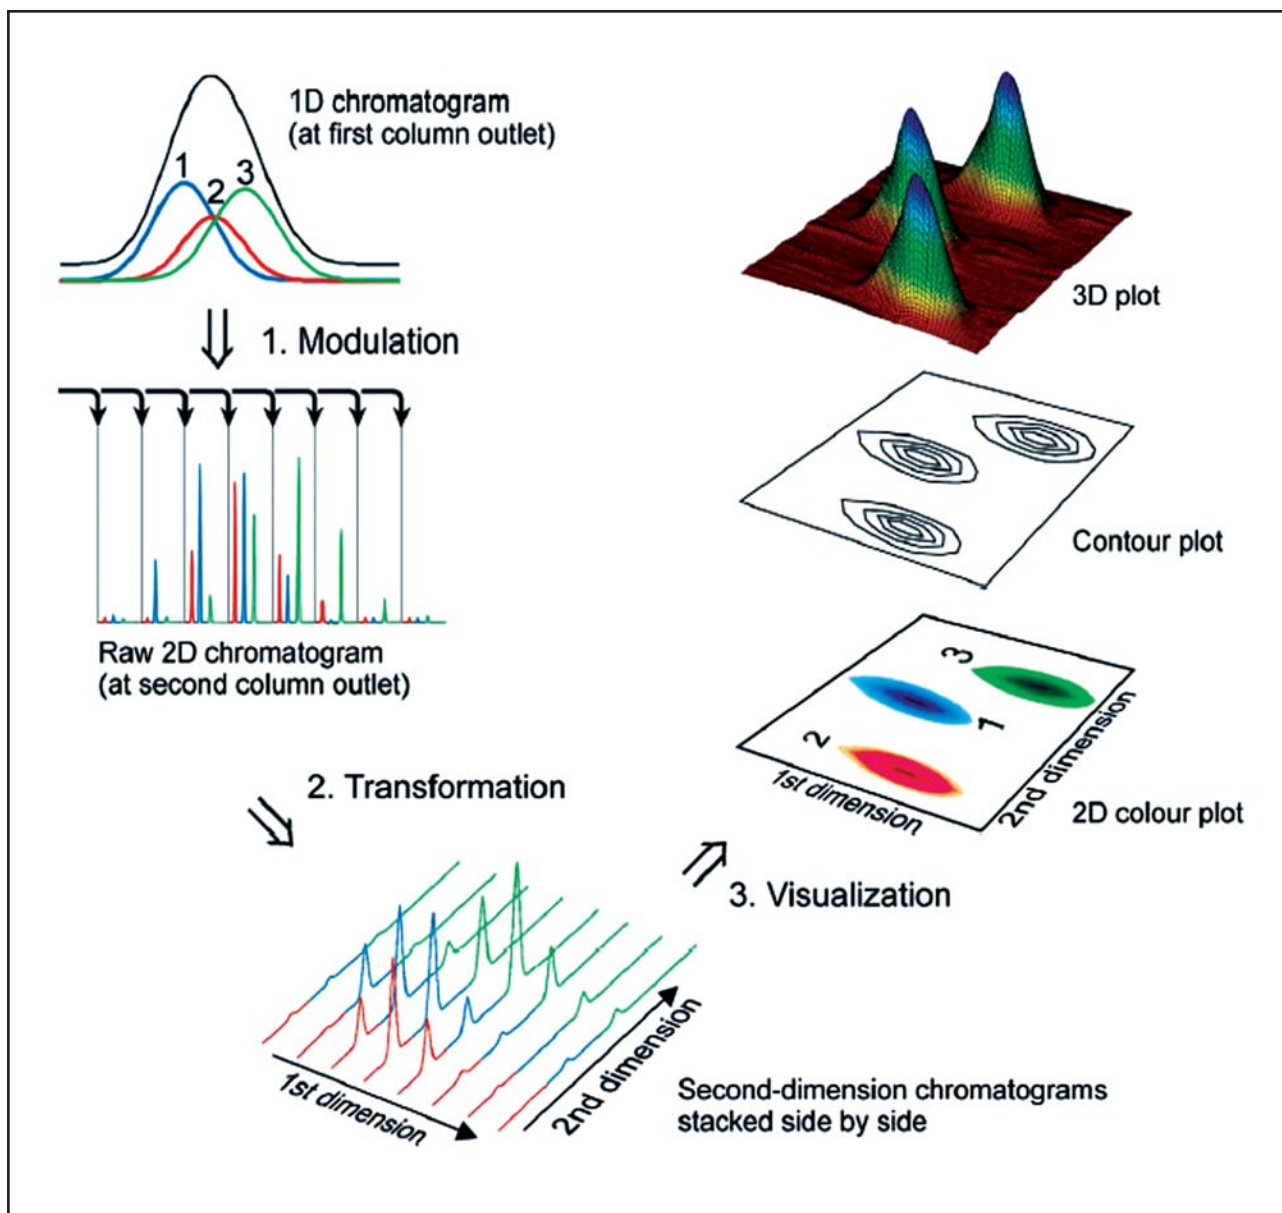 1D chromatogram
(at first column outlet)
1
2
3
1. Modulation
Raw 2D chromatogram
(at second column outlet)
2. Transformation
1st dimension
2nd dimension
Second-dimension chromatograms
stacked side by side
3. Visualization
3D plot
Contour plot
3
1
2
1st dimension
2nd dimension
2D colour plot